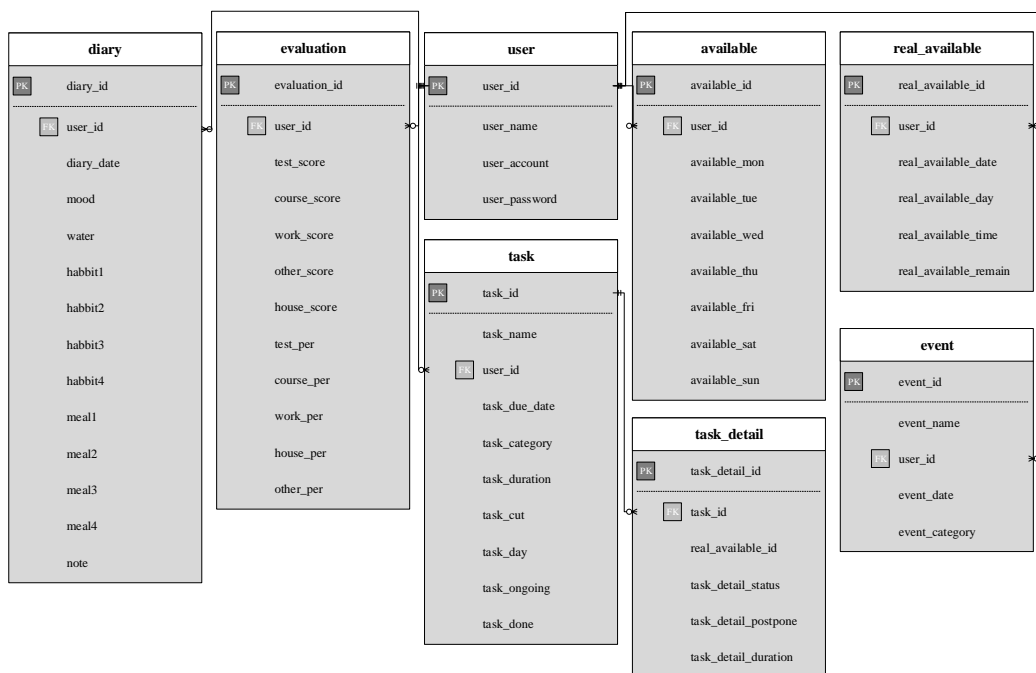 diary
PK diary_id
FK user_id
diary_date
mood
water
habbit1
habbit2
habbit3
habbit4
meal1
meal2
meal3
meal4
note
evaluation
PK evaluation_id
FK user_id
test_score
course_score
work_score
other_score
house_score
test_per
course_per
work_per
house_per
other_per
user
PK user_id
user_name
user_account
user_password
task
PK task_id
task_name
FK user_id
task_due_date
task_category
task_duration
task_cut
task_day
task_ongoing
task_done
available
PK available_id
FK user_id
available_mon
available_tue
available_wed
available_thu
available_fri
available_sat
available_sun
task_detail
PK task_detail_id
FK task_id
real_available_id
task_detail_status
task_detail_postpone
task_detail_duration
real_available
PK real_available_id
FK user_id
real_available_date
real_available_day
real_available_time
real_available_remain
event
PK event_id
event_name
FK user_id
event_date
event_category